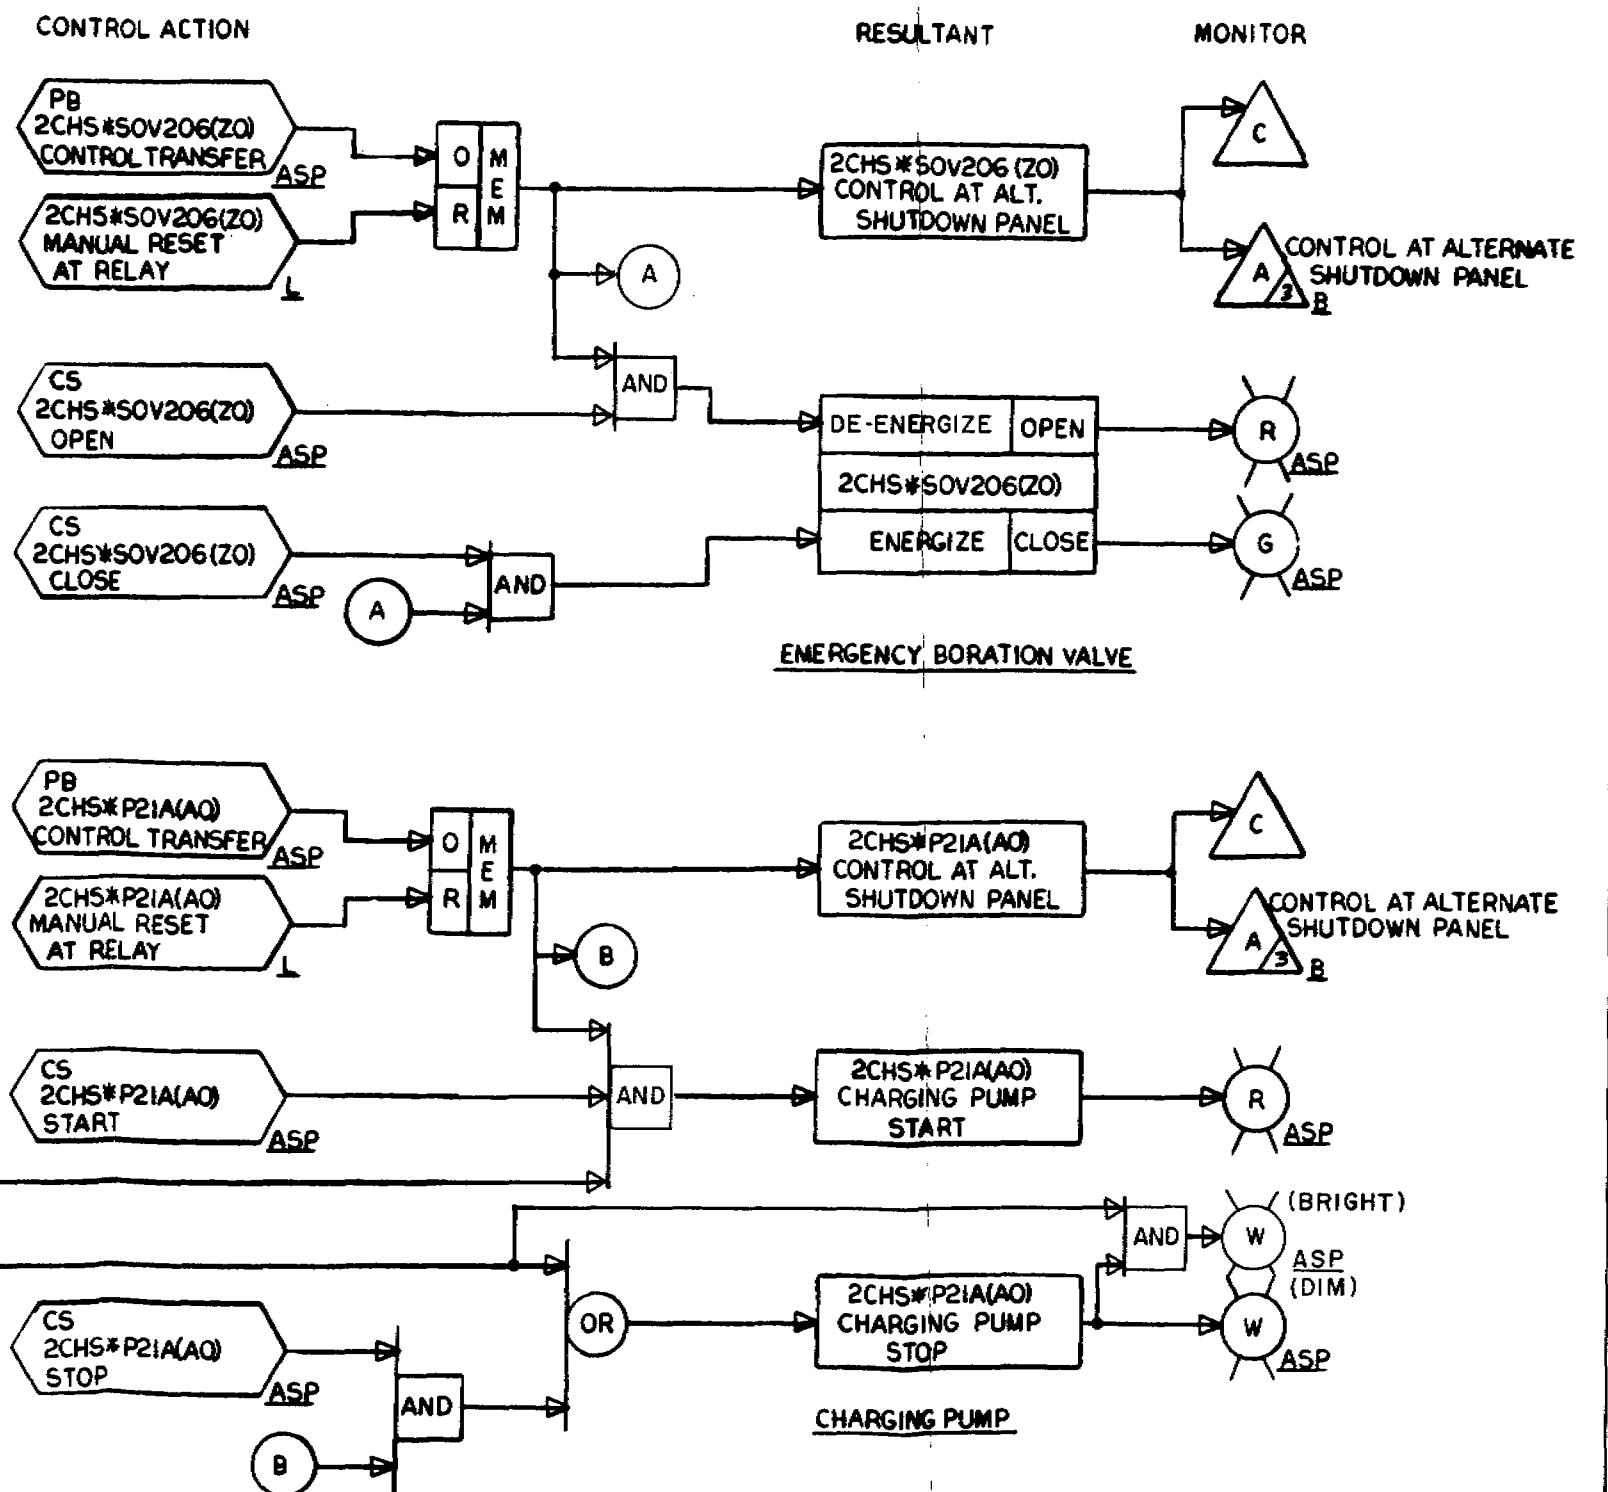 CONTROL ACTION
RESULTANT
MONITOR
PB
2CHS*SOV206(ZO)
CONTROL TRANSFER
ASP
2CHS*SOV206(ZO)
MANUAL RESET
AT RELAY
L
O
R
MEM
A
2CHS*SOV206(ZO)
CONTROL AT ALT.
SHUTDOWN PANEL
C
A
3
CONTROL AT ALTERNATE
SHUTDOWN PANEL
B
CS
2CHS*SOV206(ZO)
OPEN
ASP
AND
DE-ENERGIZE
OPEN
R
ASP
2CHS*SOV206(ZO)
CS
2CHS*SOV206(ZO)
CLOSE
ASP
A
AND
ENERGIZE
CLOSE
G
ASP
EMERGENCY BORATION VALVE
PB
2CHS*P21A(AO)
CONTROL TRANSFER
ASP
2CHS*P21A(AO)
MANUAL RESET
AT RELAY
L
O
R
MEM
B
2CHS*P21A(AO)
CONTROL AT ALT.
SHUTDOWN PANEL
C
A
3
CONTROL AT ALTERNATE
SHUTDOWN PANEL
B
CS
2CHS*P21A(AO)
START
ASP
AND
2CHS*P21A(AO)
CHARGING PUMP
START
R
ASP
AND
W
(BRIGHT)
ASP
(DIM)
CS
2CHS*P21A(AO)
STOP
ASP
B
AND
OR
2CHS*P21A(AO)
CHARGING PUMP
STOP
W
ASP
CHARGING PUMP